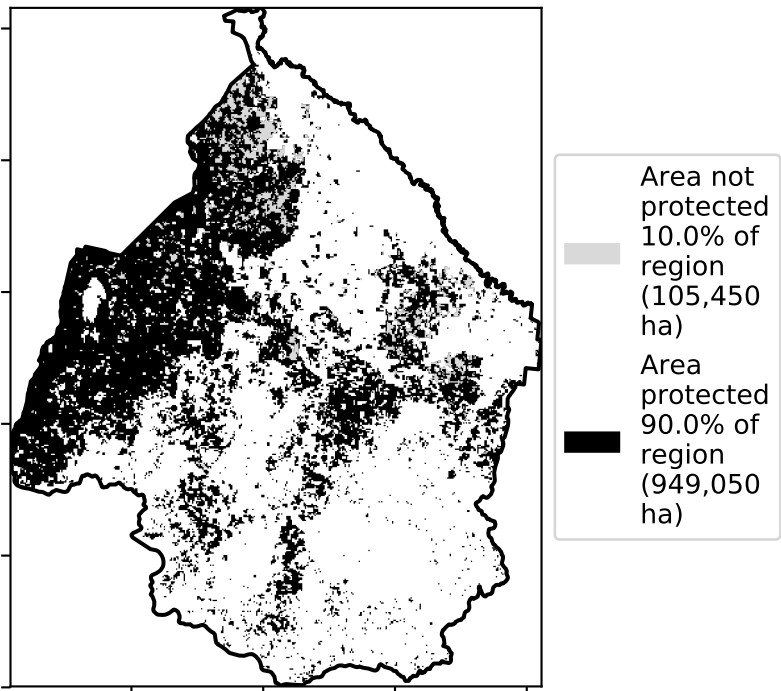 Area not
protected
10.0% of
region
(105,450
ha)
Area
protected
90.0% of
region
(949,050
ha)